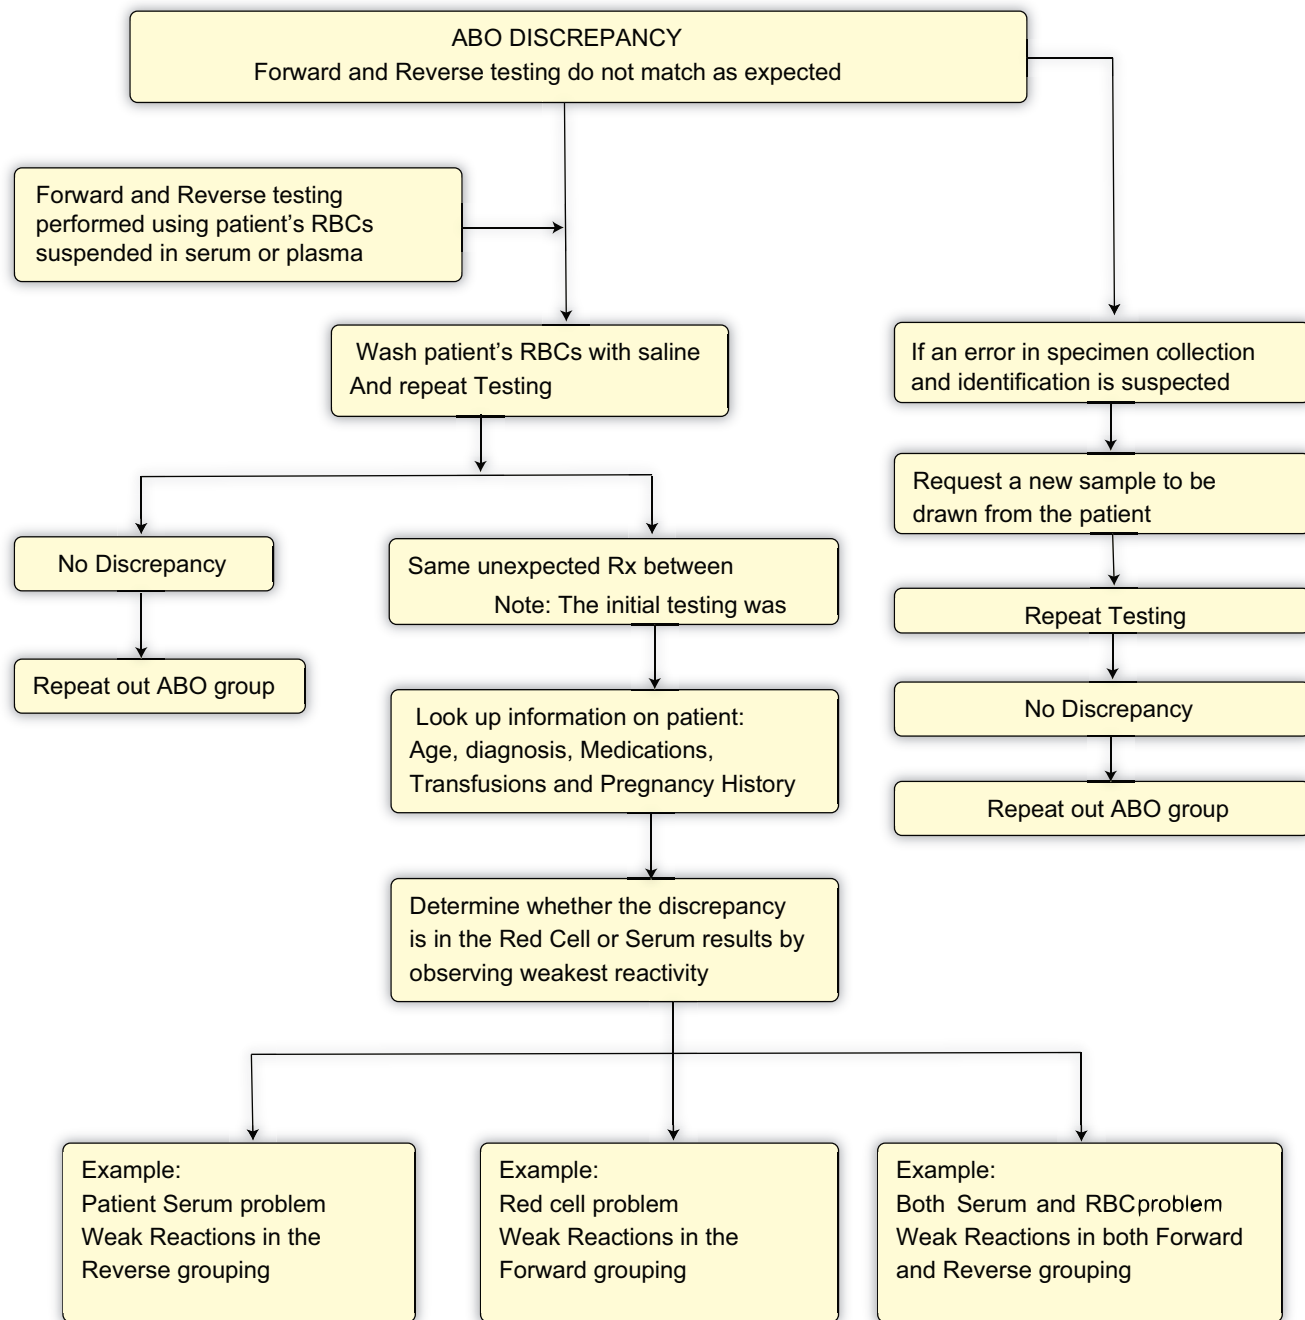 ABO DISCREPANCY
Forward and Reverse testing do not match as expected
Forward and Reverse testing
performed using patient’s RBCs
suspended in serum or plasma
Wash patient’s RBCs with saline
And repeat Testing
If an error in specimen collection
and identification is suspected
Request a new sample to be
drawn from the patient
No Discrepancy
Same unexpected Rx between
Note: The initial testing was
Repeat Testing
Repeat out ABO group
Look up information on patient:
Age, diagnosis, Medications,
Transfusions and Pregnancy History
No Discrepancy
Repeat out ABO group
Determine whether the discrepancy
is in the Red Cell or Serum results by
observing weakest reactivity
Example:
Patient Serum problem
Weak Reactions in the
Reverse grouping
Example:
Red cell problem
Weak Reactions in the
Forward grouping
Example:
Both Serum and RBCproblem
Weak Reactions in both Forward
and Reverse grouping